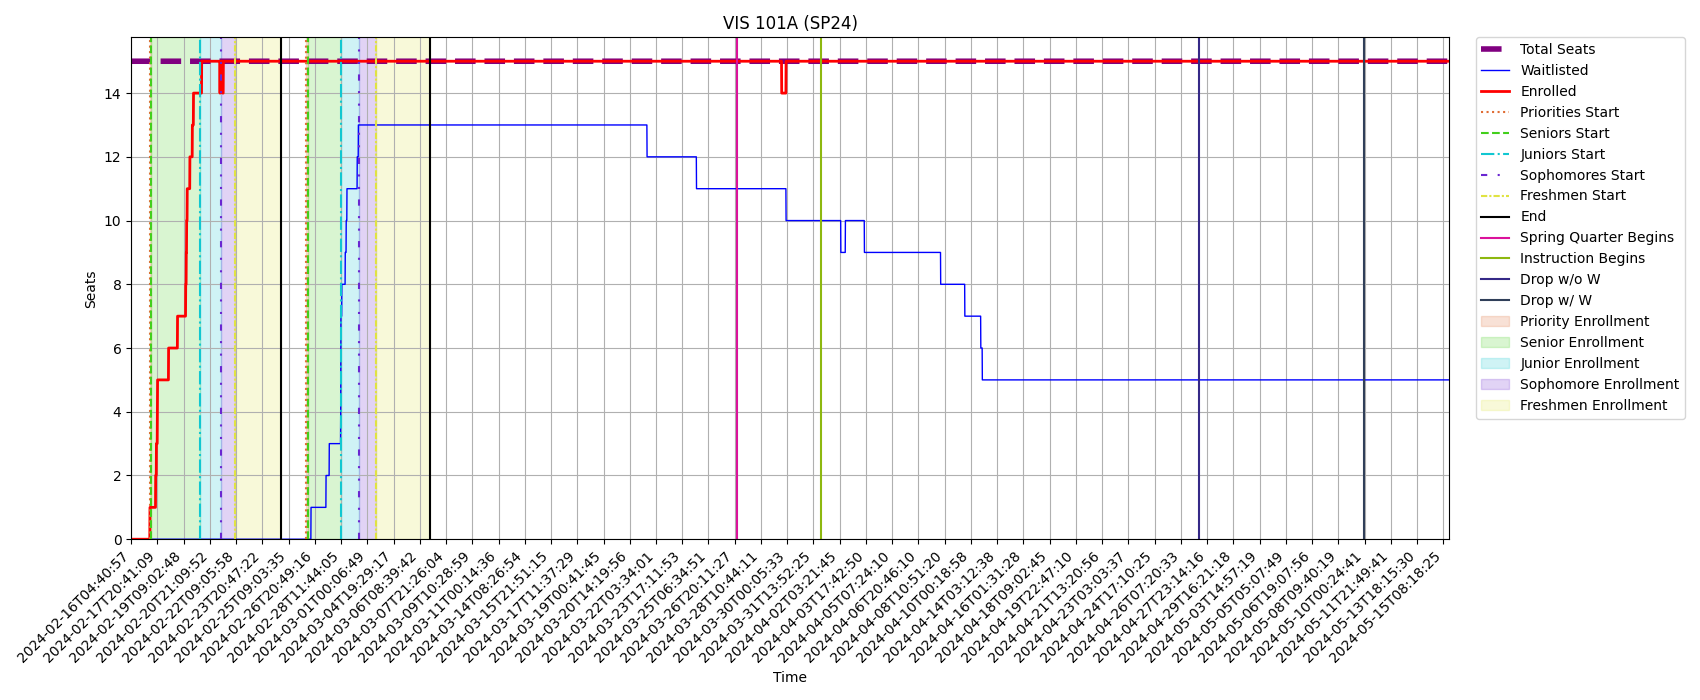 VIS 101A (SP24)
Seats
14
12
10
8
6
4
2
0
2024-02-16T04:40:57
2024-02-17T20:41:09
2024-02-19T09:02:48
2024-02-20T21:09:52
2024-02-22T09:05:58
2024-02-23T20:47:22
2024-02-25T09:03:35
2024-02-26T20:49:16
2024-02-28T11:44:05
2024-03-01T00:06:49
2024-03-04T19:29:17
2024-03-06T08:39:42
2024-03-07T21:26:04
2024-03-09T10:28:59
2024-03-11T00:14:36
2024-03-14T08:26:54
2024-03-15T21:51:15
2024-03-17T11:37:29
2024-03-19T01:41:45
2024-03-20T14:19:56
2024-03-22T03:34:01
2024-03-23T17:11:53
2024-03-25T06:34:51
2024-03-26T20:11:27
2024-03-28T10:44:11
2024-03-30T00:05:33
2024-03-31T13:52:25
2024-04-02T03:21:45
2024-04-03T17:42:50
2024-04-05T07:24:10
2024-04-06T20:46:10
2024-04-08T10:51:20
2024-04-10T00:18:58
2024-04-14T03:12:38
2024-04-16T01:31:28
2024-04-18T09:02:45
2024-04-19T22:47:10
2024-04-21T13:20:56
2024-04-23T03:03:37
2024-04-24T17:10:25
2024-04-26T07:20:33
2024-04-27T23:14:16
2024-04-29T16:21:18
2024-05-03T14:57:19
2024-05-05T05:07:49
2024-05-06T19:07:56
2024-05-08T09:40:19
2024-05-10T00:24:41
2024-05-11T21:49:41
2024-05-13T18:15:30
2024-05-15T08:18:25
Time
Total Seats
Waitlisted
Enrolled
Priorities Start
Seniors Start
Juniors Start
Sophomores Start
Freshmen Start
End
Spring Quarter Begins
Instruction Begins
Drop w/o W
Drop w/ W
Priority Enrollment
Senior Enrollment
Junior Enrollment
Sophomore Enrollment
Freshmen Enrollment